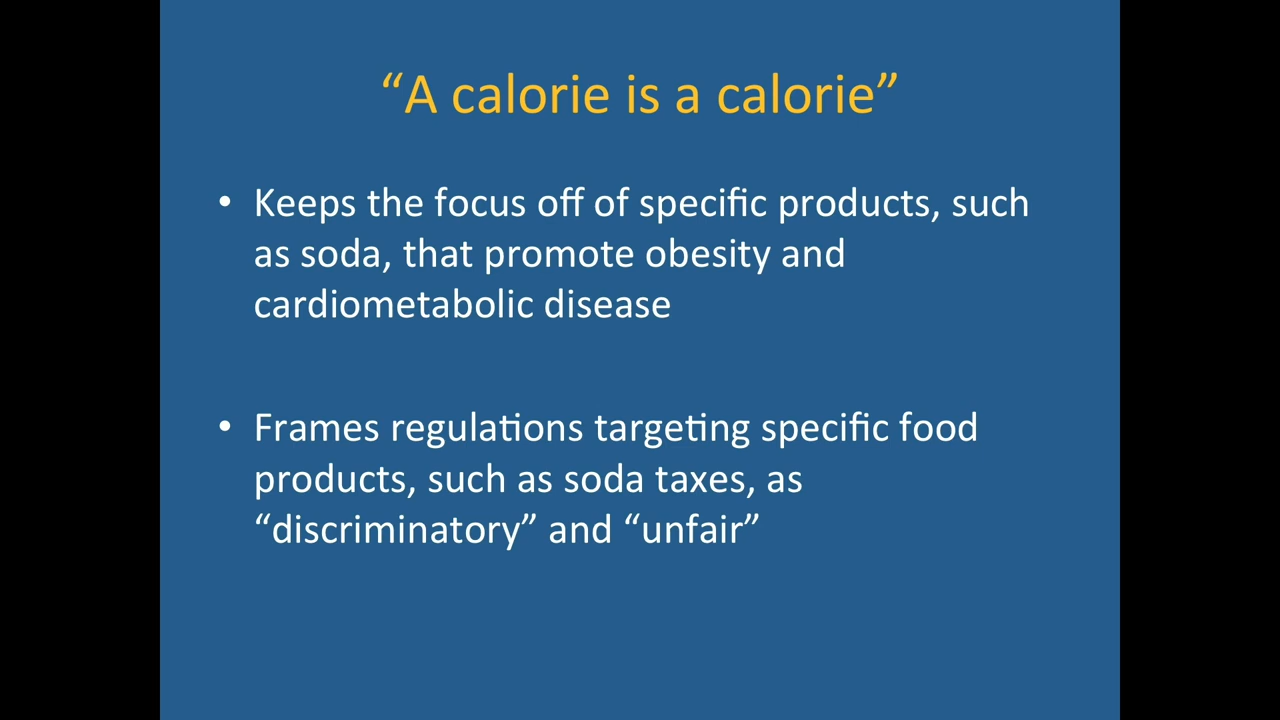 “A calorie is a calorie”
• Keeps the focus off of specific products, such
as soda, that promote obesity and
cardiometabolic disease
• Frames regulations targeting specific food
products, such as soda taxes, as
“discriminatory” and “unfair”